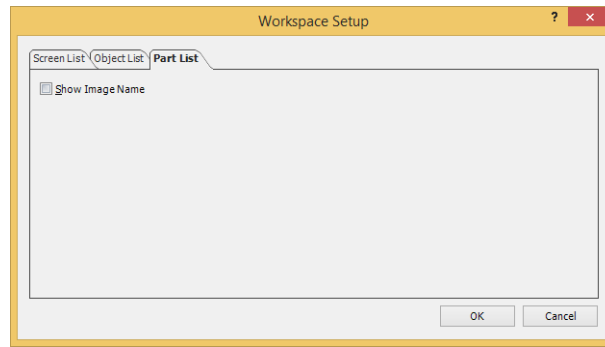 Workspace Setup ? ×
Screen List Object List Part List
Show Image Name
OK Cancel